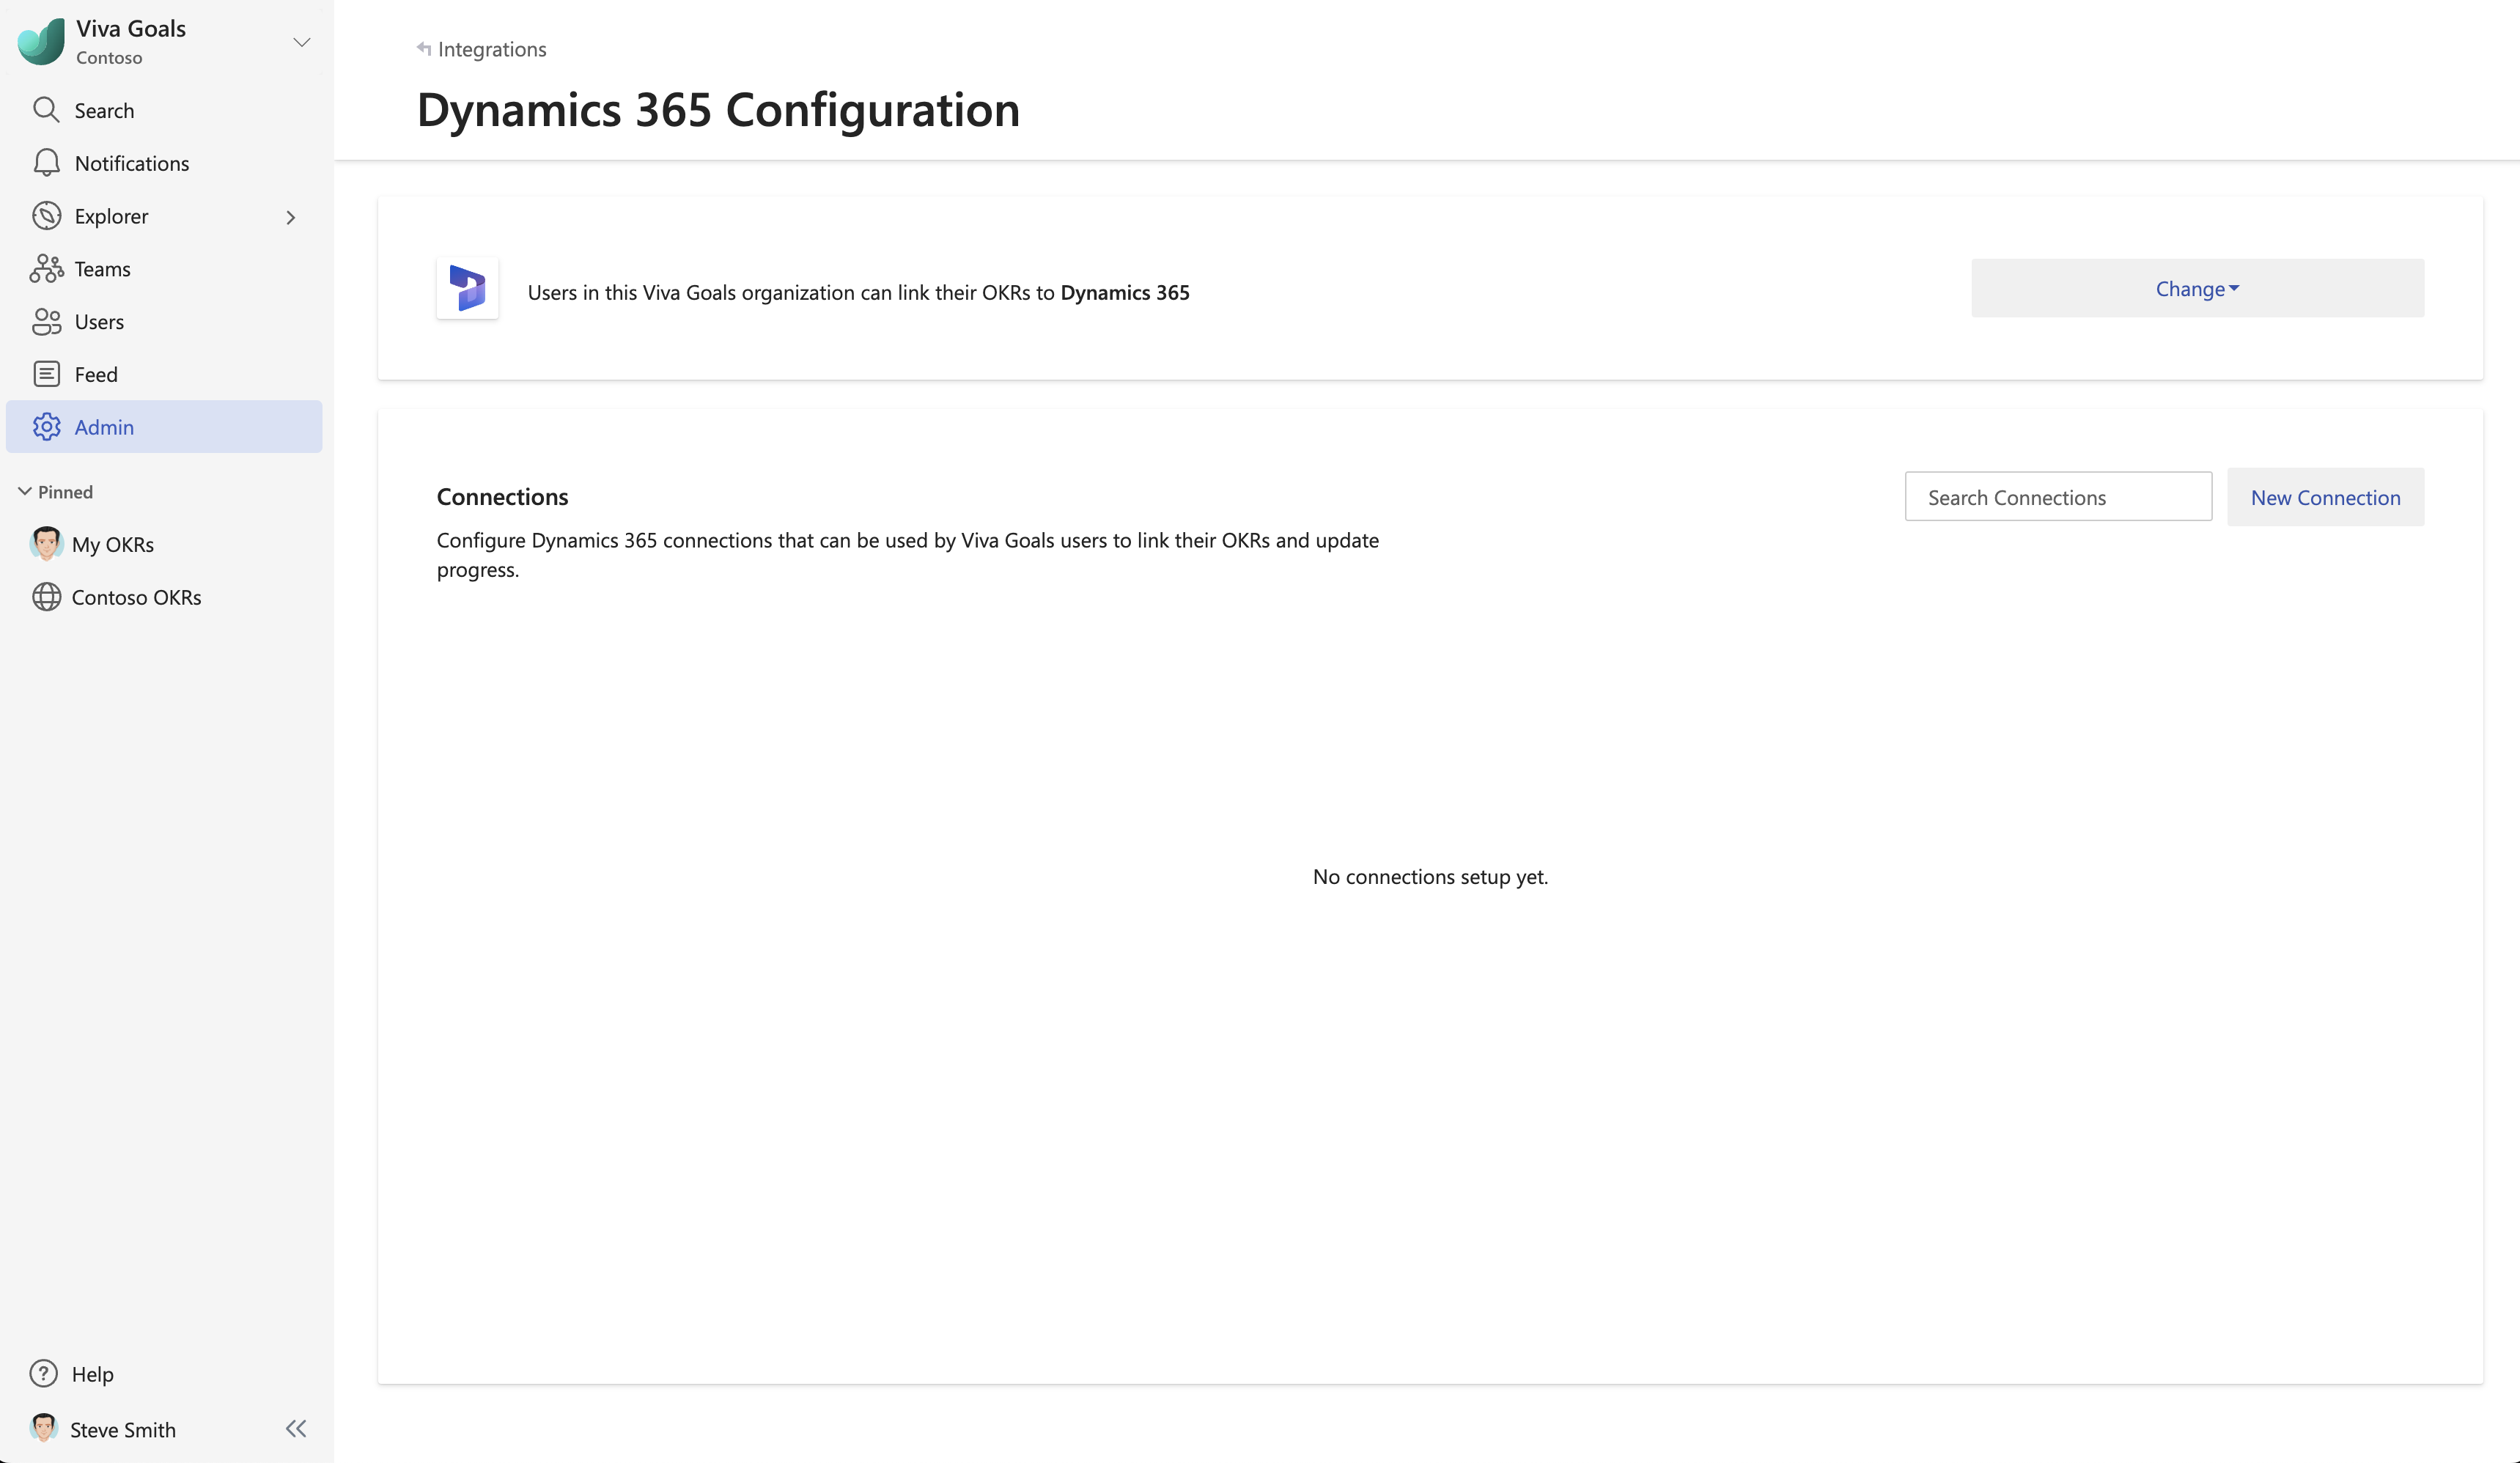 Viva Goals
Contoso
Search
Notifications
Explorer
Teams
Users
Feed
Admin
Pinned
My OKRs
Contoso OKRs
Help
Steve Smith
Integrations
Dynamics 365 Configuration
Users in this Viva Goals organization can link their OKRs to Dynamics 365
Change
Connections
Search Connections
New Connection
Configure Dynamics 365 connections that can be used by Viva Goals users to link their OKRs and update
progress.
No connections setup yet.